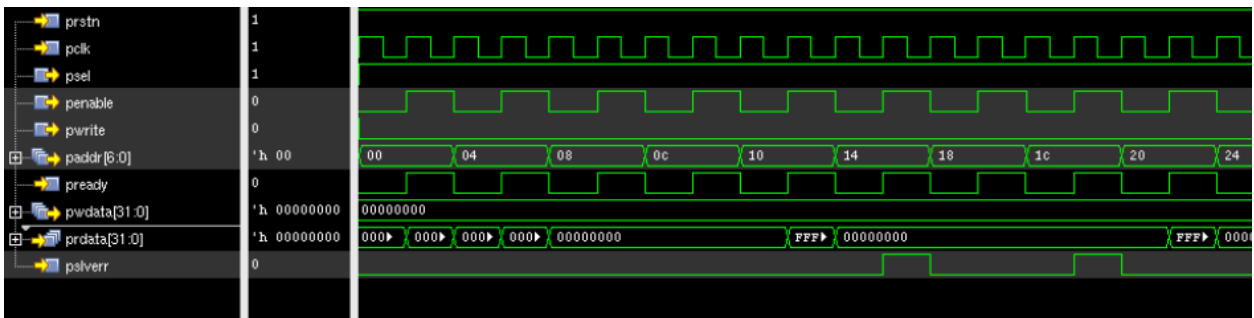 prstn 1
pclk 1
psel 1
penable 0
pwrite 0
paddr[6:0] 'h 00 00 04 08 0c 10 14 18 1c 20 24
pready 0
pwdata[31:0] 'h 00000000 00000000
prdata[31:0] 'h 00000000 000▶ 000▶ 000▶ 000▶ 00000000 FFF▶ 00000000 FFF▶ 0000
pslverr 0